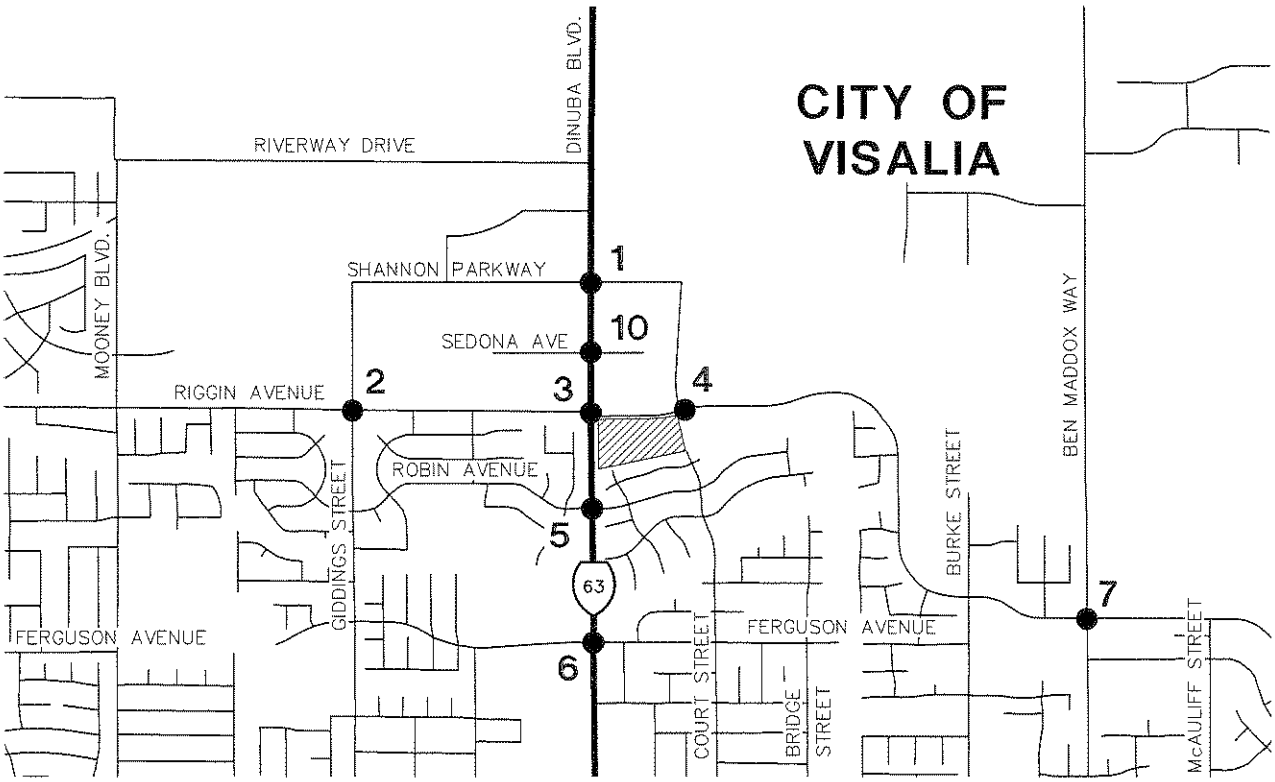 DINUBA BLVD.
CITY OF
VISALIA
RIVERWAY DRIVE
MOONEY BLVD.
SHANNON PARKWAY
1
BEN MADDOX WAY
SEDONA AVE
10
RIGGIN AVENUE
2
3
4
ROBIN AVENUE
GIDDINGS STREET
5
BURKE STREET
63
7
FERGUSON AVENUE
6
FERGUSON AVENUE
COURT STREET
BRIDGE
STREET
McAULIFF STREET